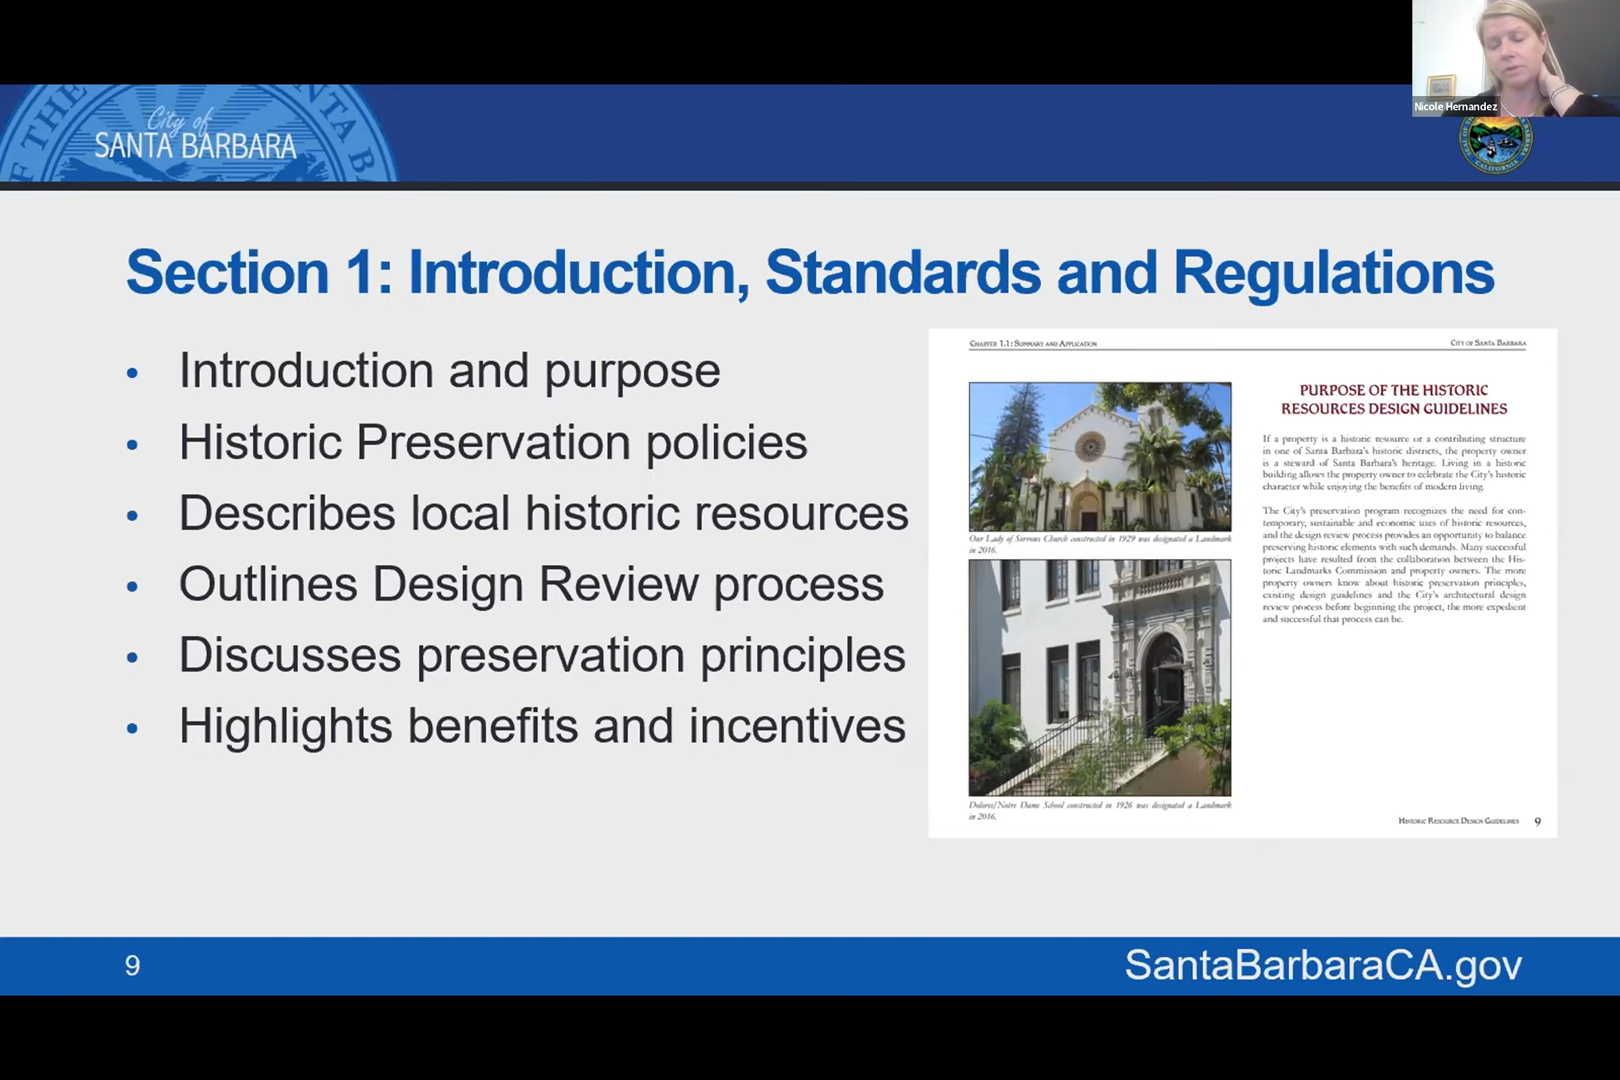 Nicole Hernandez
City of
SANTA BARBARA
Section 1: Introduction, Standards and Regulations
• Introduction and purpose
• Historic Preservation policies
• Describes local historic resources
• Outlines Design Review process
• Discusses preservation principles
• Highlights benefits and incentives
CHAPTER 1.1: SUMMARY AND APPLICATION
CITY OF SANTA BARBARA
Our Lady of Sorrows Church constructed in 1929 was designated a Landmark
in 2016.
Dolores/Notre Dame School constructed in 1926 was designated a Landmark
in 2016.
PURPOSE OF THE HISTORIC
RESOURCES DESIGN GUIDELINES
If a property is a historic resource or a contributing structure
in one of Santa Barbara's historic districts, the property owner
is a steward of Santa Barbara's heritage. Living in a historic
building allows the property owner to celebrate the City's historic
character while enjoying the benefits of modern living.
The City's preservation program recognizes the need for con-
temporary, sustainable and economic uses of historic resources,
and the design review process provides an opportunity to balance
preserving historic elements with such demands. Many successful
projects have resulted from the collaboration between the His-
toric Landmarks Commission and property owners. The more
property owners know about historic preservation principles,
existing design guidelines and the City's architectural design
review process before beginning the project, the more expedient
and successful that process can be.
HISTORIC RESOURCE DESIGN GUIDELINES 9
9
SantaBarbaraCA.gov